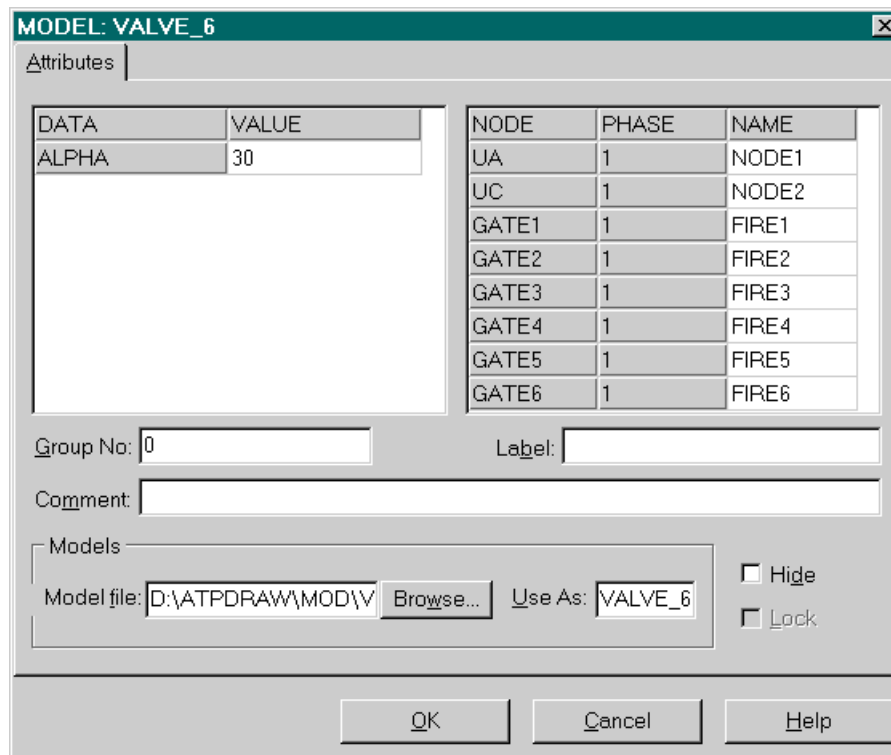 MODEL: VALVE_6
Attributes
DATA VALUE
ALPHA 30
NODE PHASE NAME
UA 1 NODE1
UC 1 NODE2
GATE1 1 FIRE1
GATE2 1 FIRE2
GATE3 1 FIRE3
GATE4 1 FIRE4
GATE5 1 FIRE5
GATE6 1 FIRE6
Group No: 0 Label:
Comment:
Models
Model file: D:\ATPDRAW\MOD\V Browse... Use As: VALVE_6
Hide
Lock
OK Cancel Help